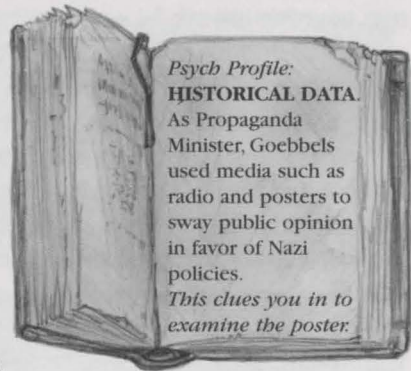 Psych Profile:
HISTORICAL DATA.
As Propaganda
Minister, Goebbels
used media such as
radio and posters to
sway public opinion
in favor of Nazi
policies.
This clues you in to
examine the poster.